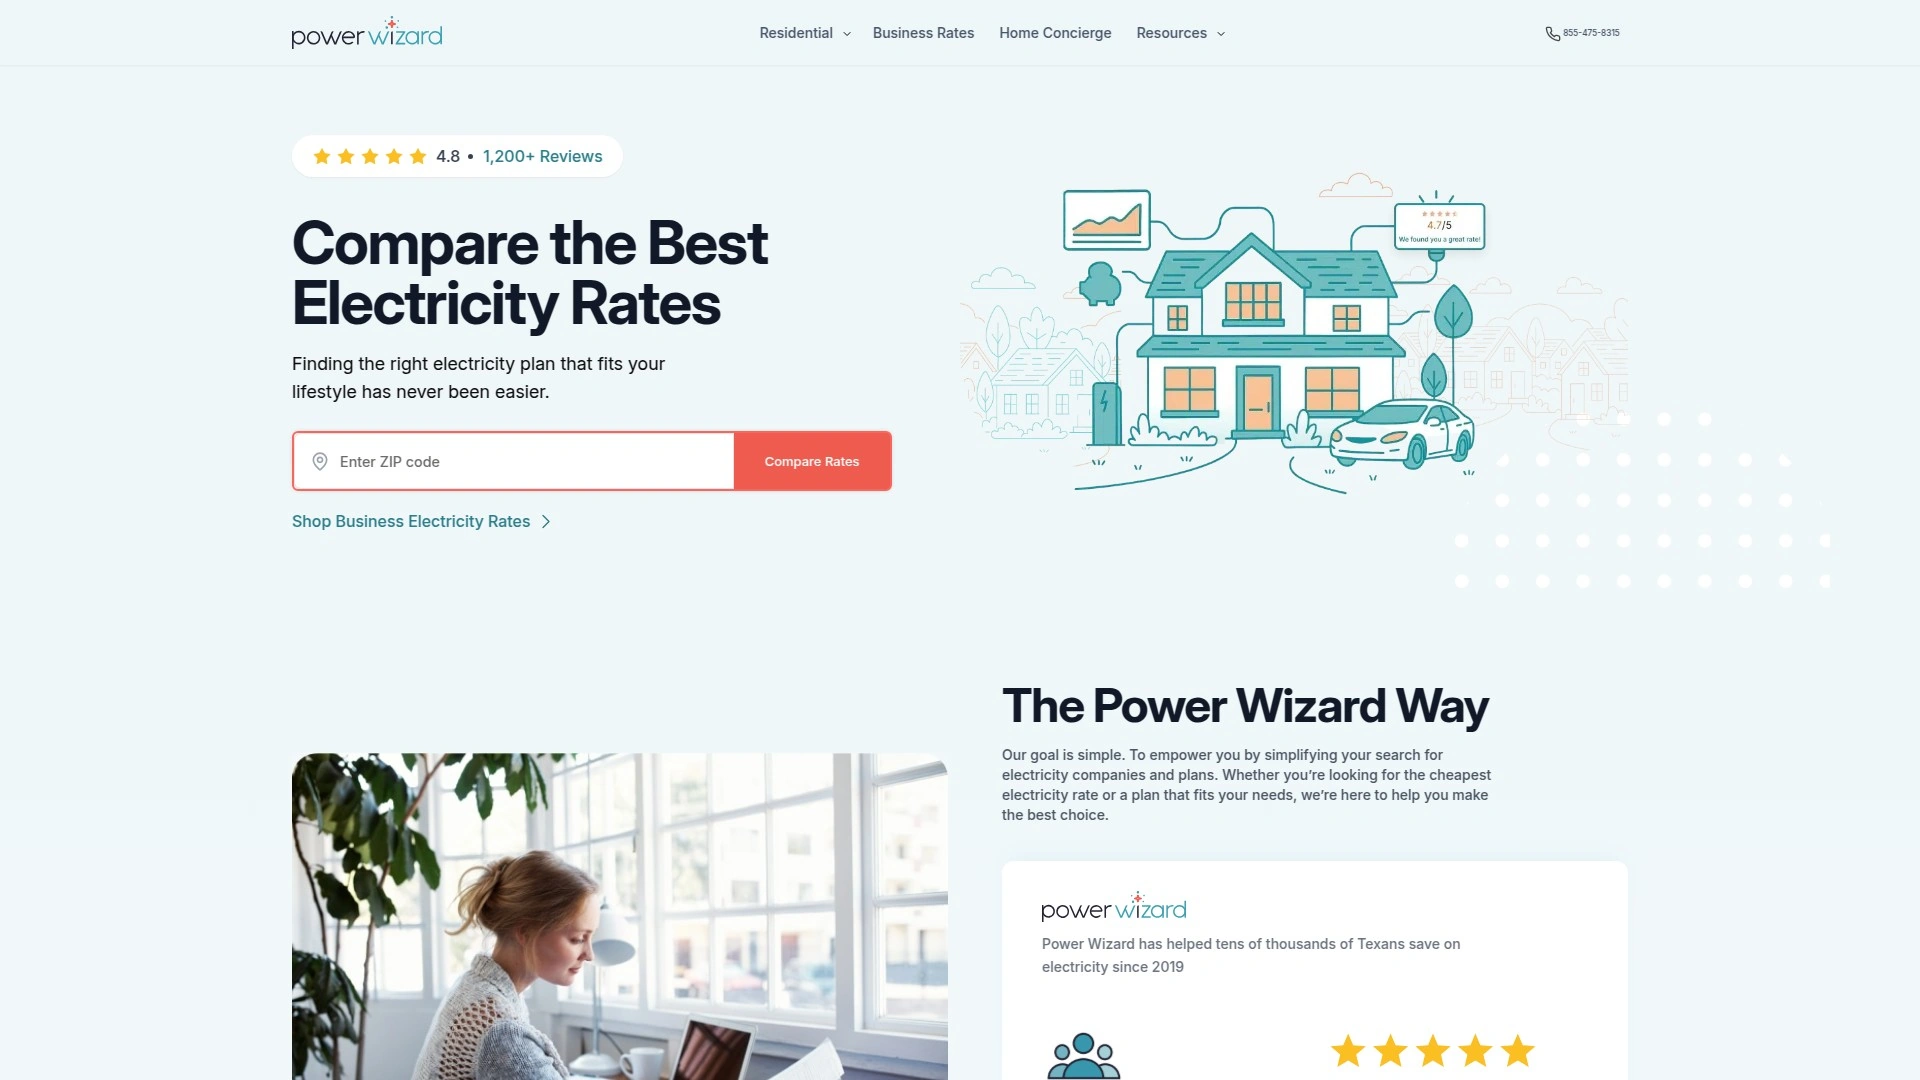 power wizard
Residential
Business Rates
Home Concierge
Resources
855-475-8315
4.8 • 1,200+ Reviews
Compare the Best
Electricity Rates
Finding the right electricity plan that fits your
lifestyle has never been easier.
Enter ZIP code
Compare Rates
Shop Business Electricity Rates
4.7/5
We found you a great rate!
The Power Wizard Way
Our goal is simple. To empower you by simplifying your search for
electricity companies and plans. Whether you’re looking for the cheapest
electricity rate or a plan that fits your needs, we’re here to help you make
the best choice.
power wizard
Power Wizard has helped tens of thousands of Texans save on
electricity since 2019